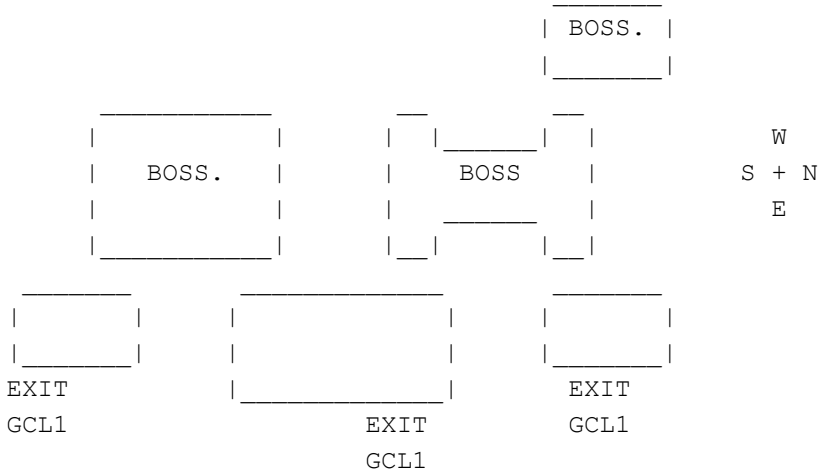 BOSS.
W
BOSS. BOSS S + N
E
EXIT EXIT
GCL1 EXIT GCL1
GCL1